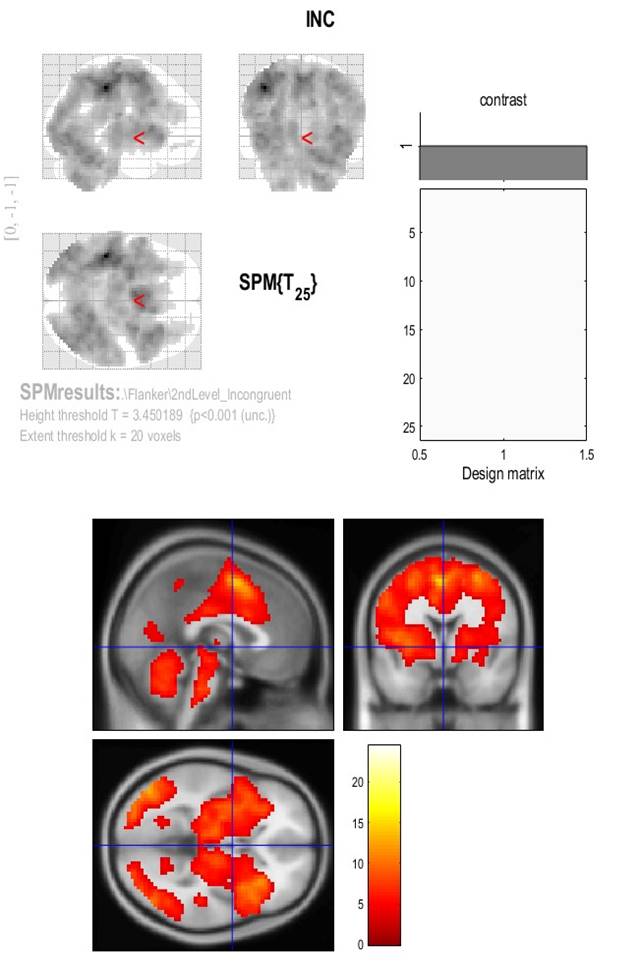 INC
contrast
1
[0, -1, -1]
<
<
<
SPM{T25}
5
10
15
20
25
0.5 1 1.5
Design matrix
SPMresults:.\Flanker\2ndLevel_Incongruent
Height threshold T = 3.450189 {p<0.001 (unc.)}
Extent threshold k = 20 voxels
20
15
10
5
0